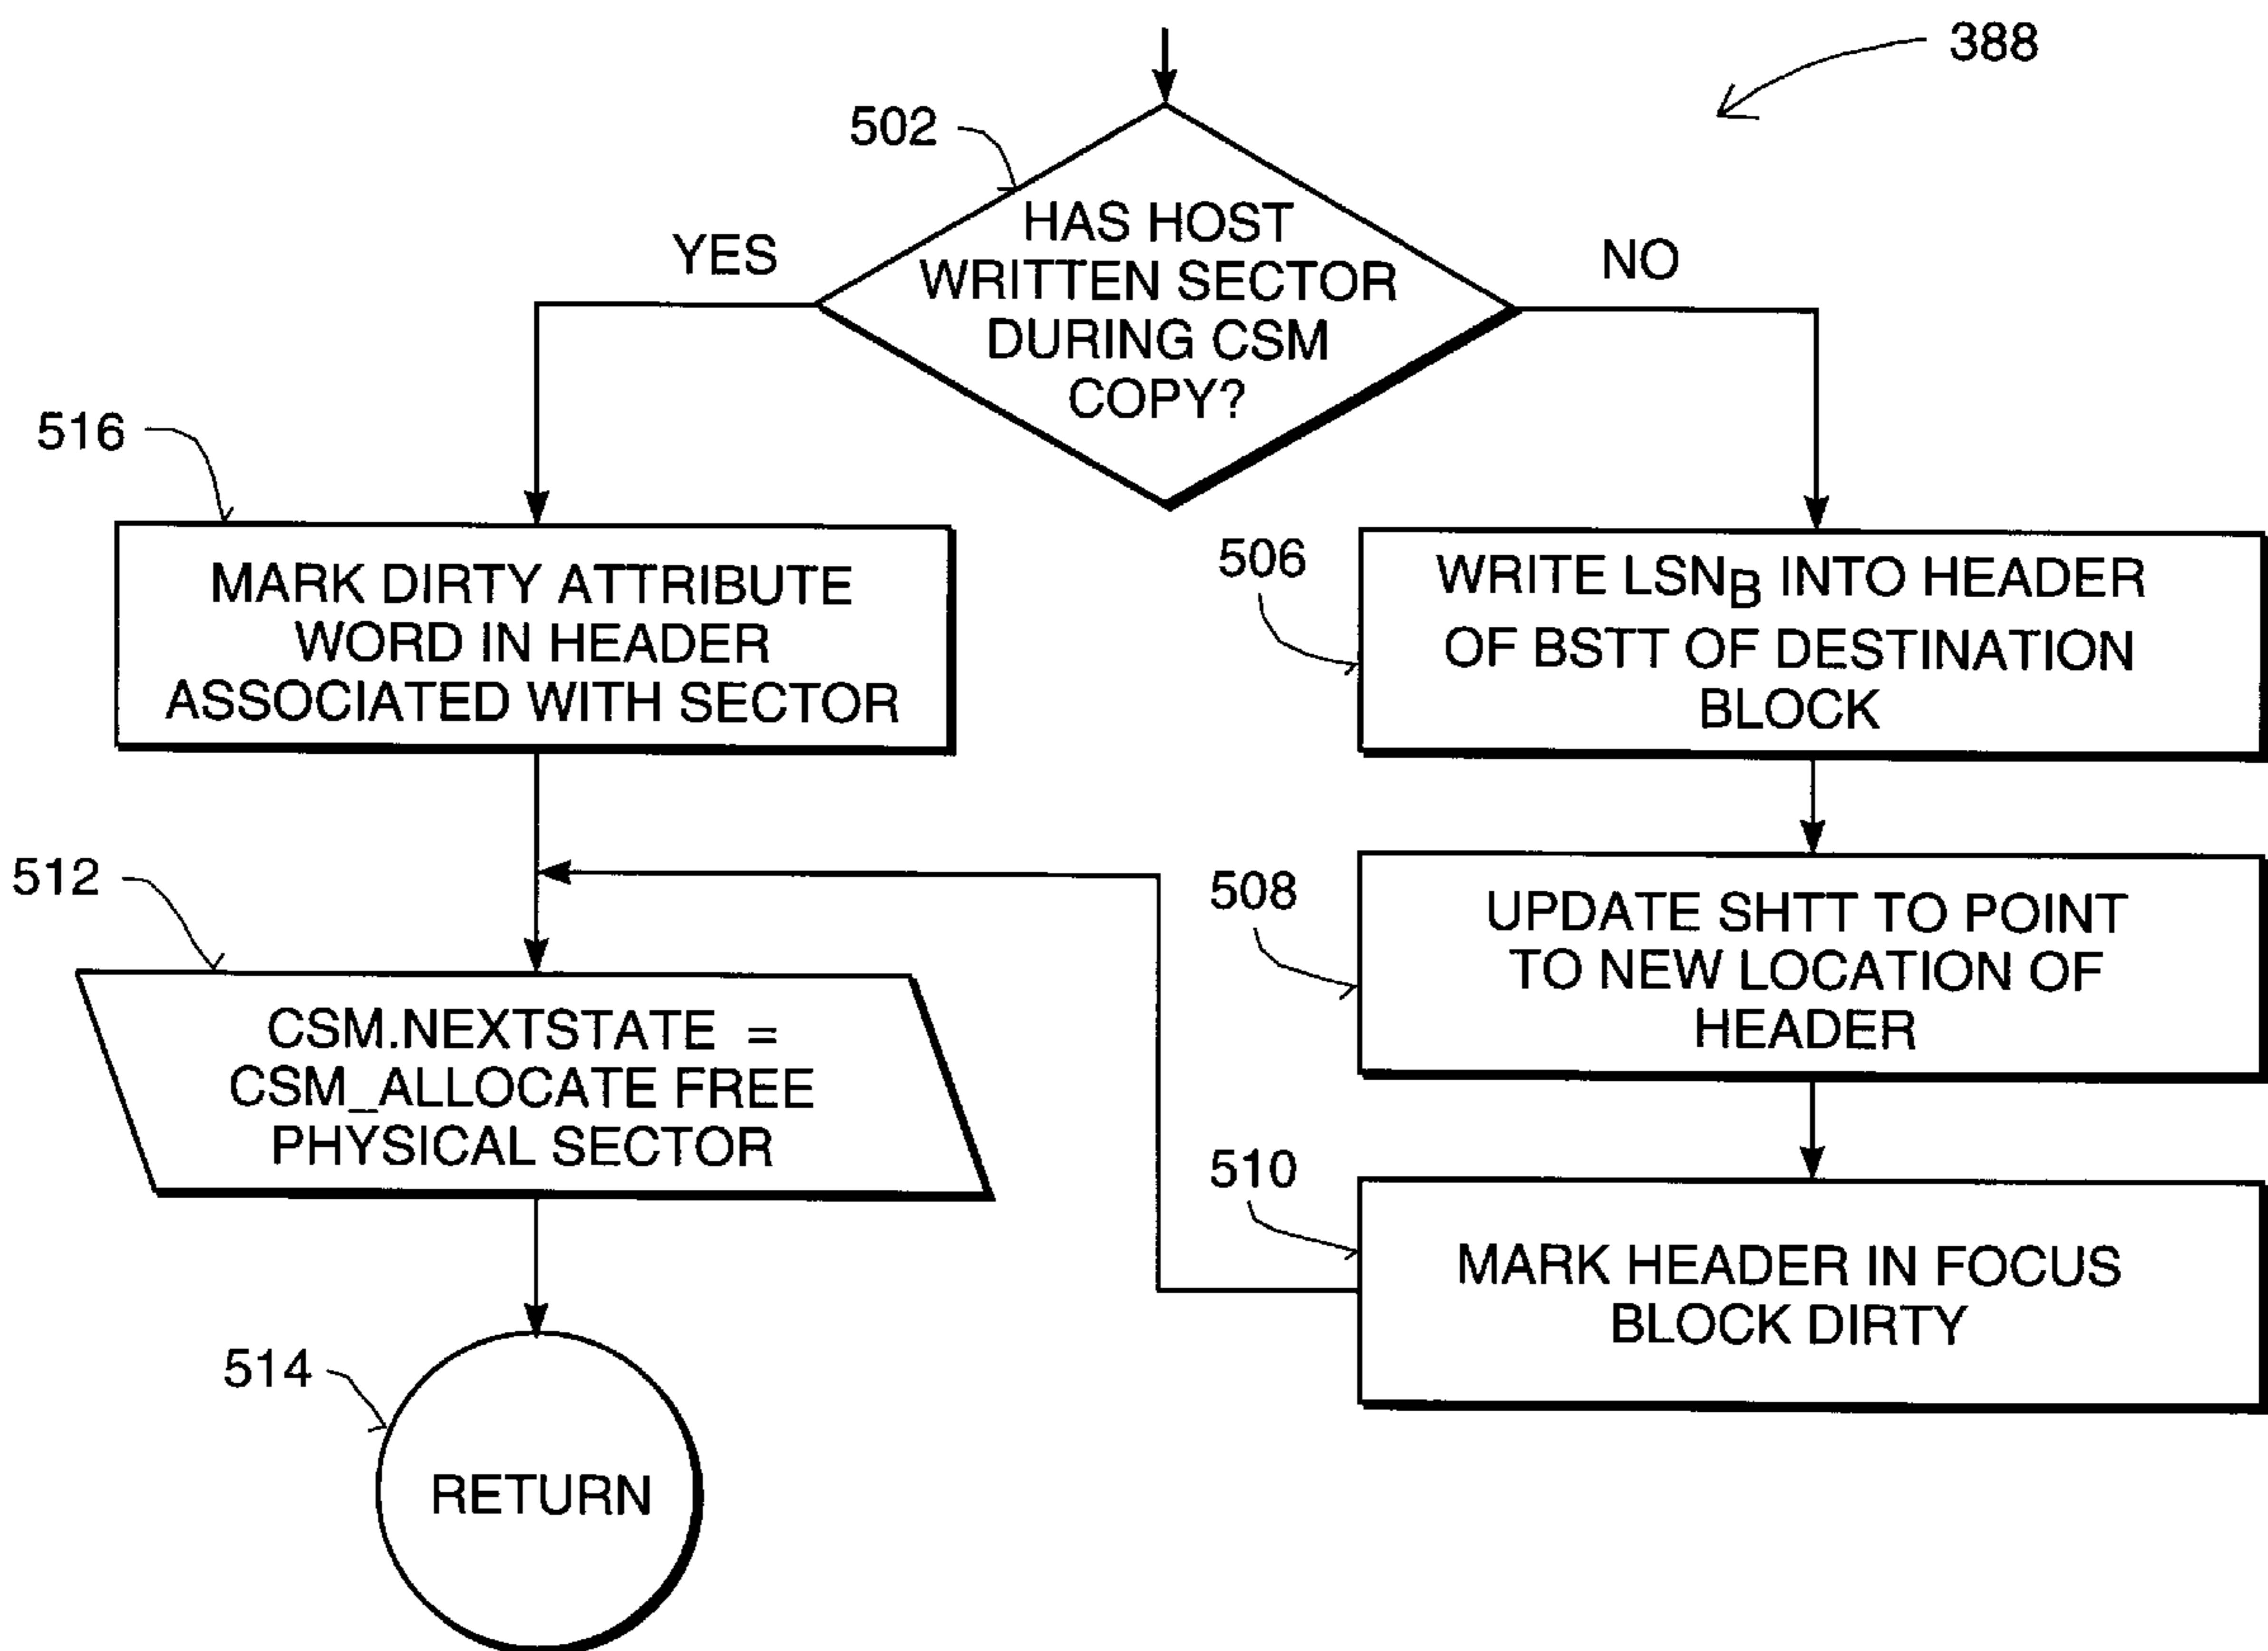 388
502
HAS HOST
WRITTEN SECTOR
DURING CSM
COPY?
YES
NO
516
MARK DIRTY ATTRIBUTE
WORD IN HEADER
ASSOCIATED WITH SECTOR
506
WRITE LSNB INTO HEADER
OF BSTT OF DESTINATION
BLOCK
512
CSM.NEXTSTATE =
CSM_ALLOCATE FREE
PHYSICAL SECTOR
508
UPDATE SHTT TO POINT
TO NEW LOCATION OF
HEADER
510
MARK HEADER IN FOCUS
BLOCK DIRTY
514
RETURN